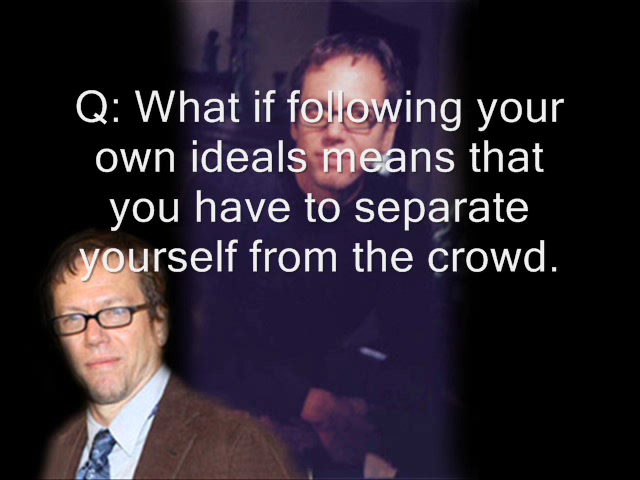 Q: What if following your
own ideals means that
you have to separate
yourself from the crowd.